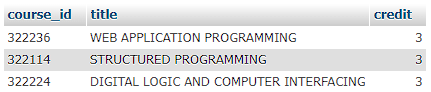 course_id title credit
322236 WEB APPLICATION PROGRAMMING 3
322114 STRUCTURED PROGRAMMING 3
322224 DIGITAL LOGIC AND COMPUTER INTERFACING 3